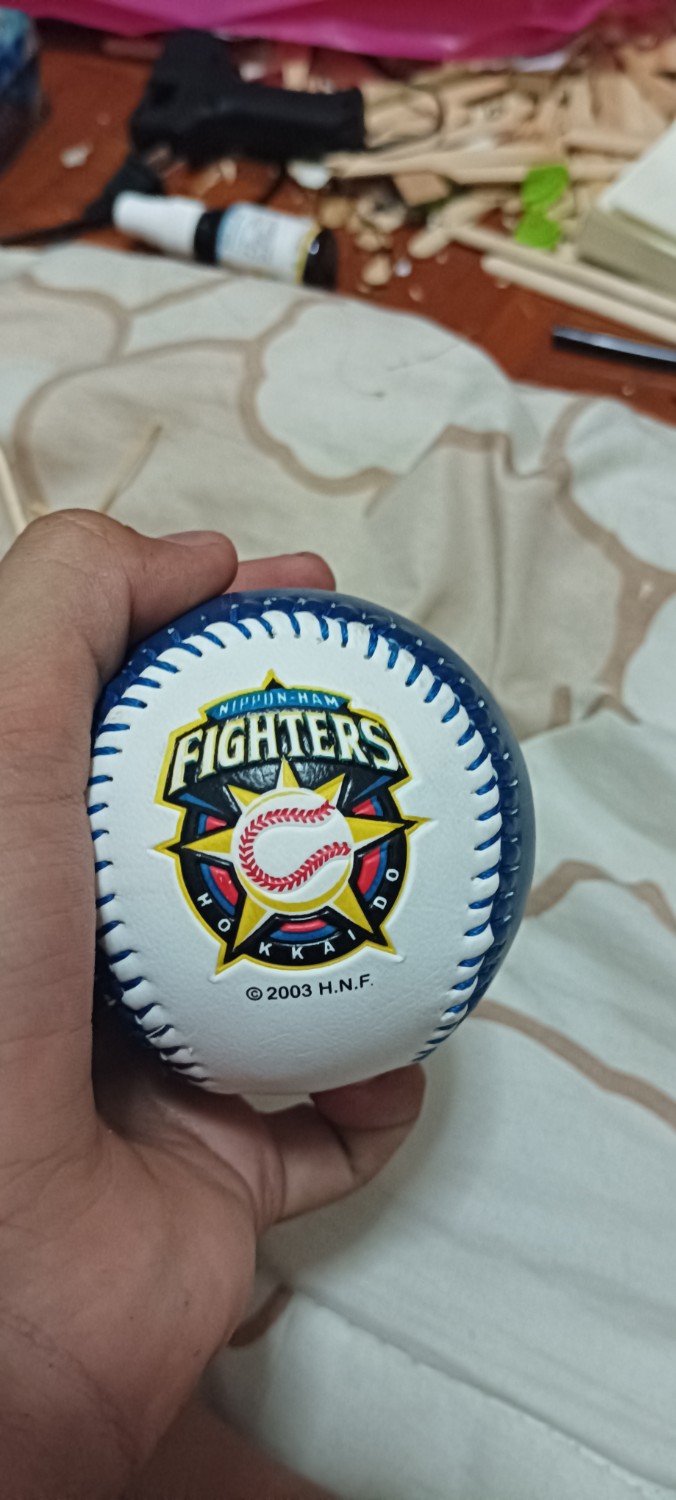 NIPPON-HAM
FIGHTERS
HOKKAIDO
© 2003 H.N.F.